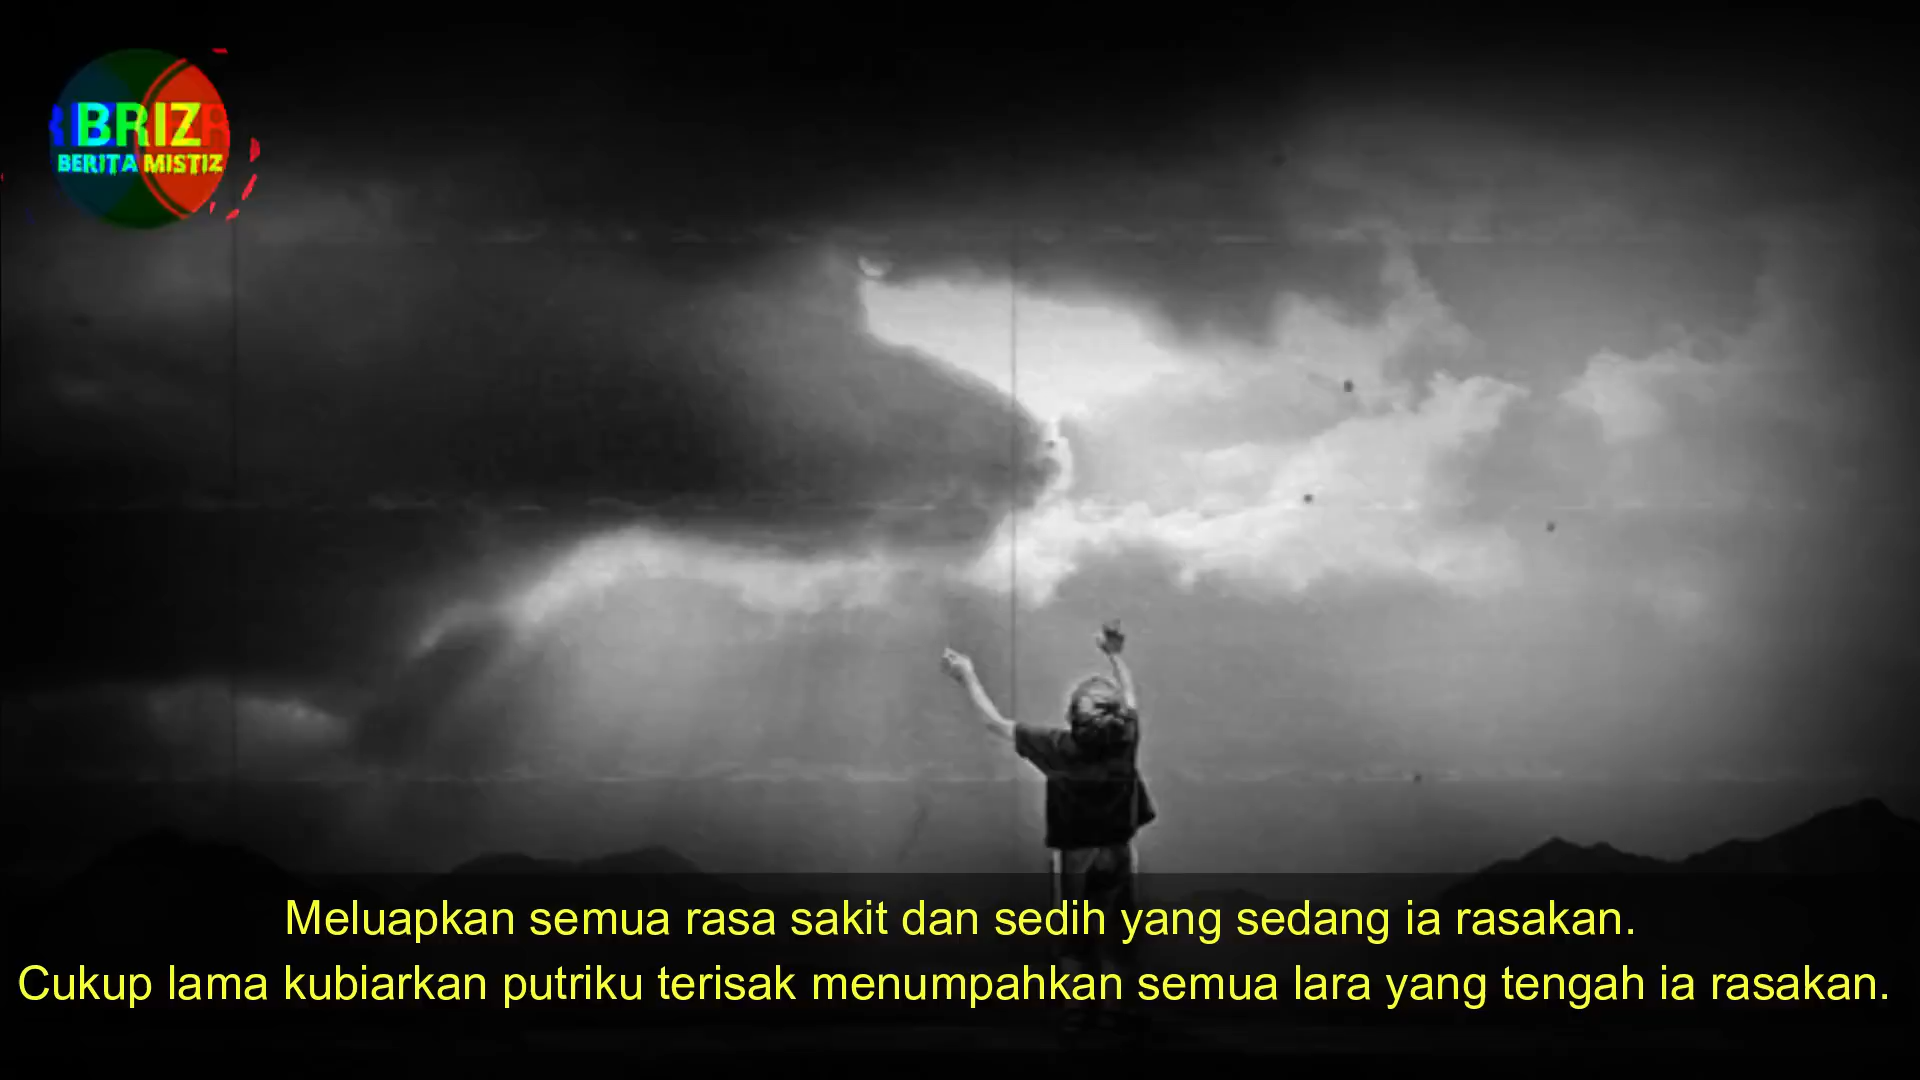 BRIZ
BERITA MISTIZ
Meluapkan semua rasa sakit dan sedih yang sedang ia rasakan.
Cukup lama kubiarkan putriku terisak menumpahkan semua lara yang tengah ia rasakan.